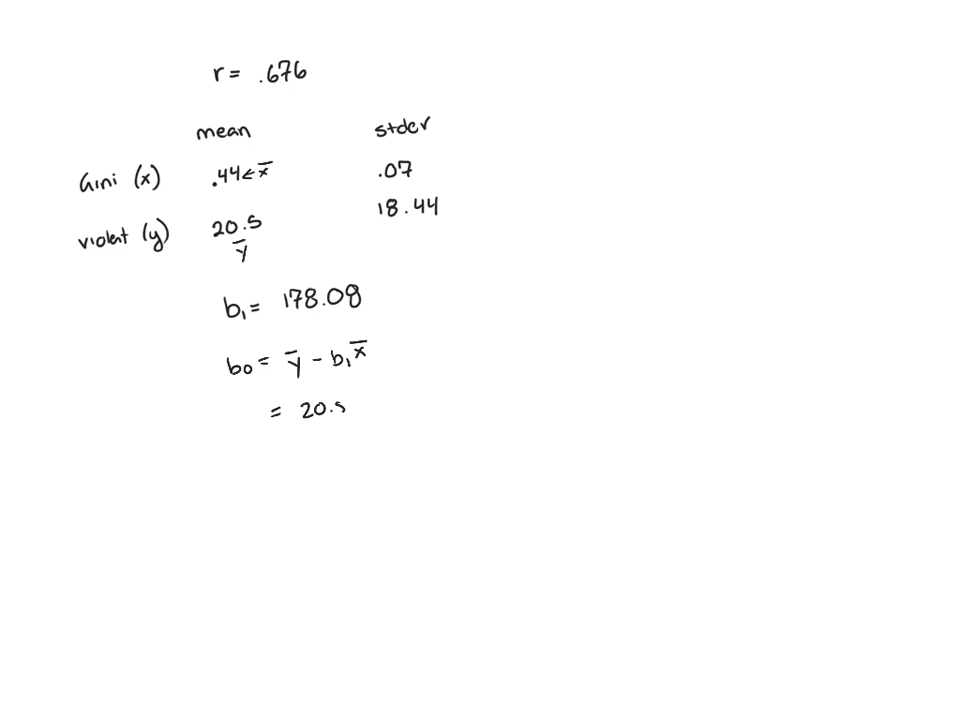 r = .676
mean stdev
Gini (x) .44 ← x̄ .07
violent (y) 20.5 18.44
ȳ
b₁ = 178.08
b₀ = ȳ - b₁x̄
= 20.5